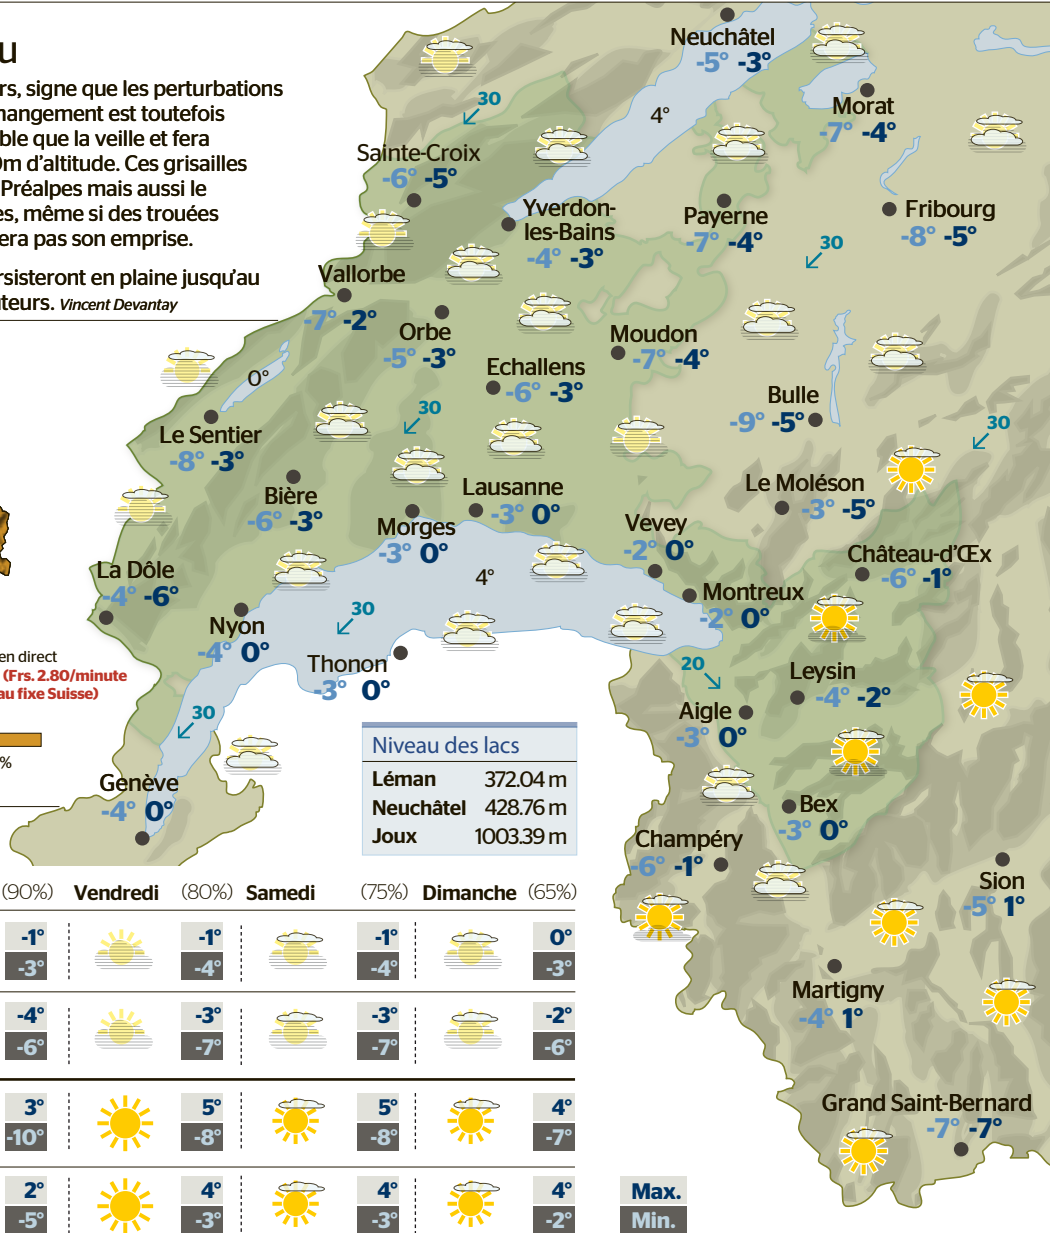 u
rs, signe que les perturbations
hangement est toutefois
ble que la veille et fera
0m d'altitude. Ces grisailles
Préalpes mais aussi le
es, même si des trouées
era pas son emprise.
rsisteront en plaine jusqu'au
uteurs. Vincent Devantay
en direct
(Frs. 2.80/minute
au fixe Suisse)
%
Neuchâtel
-5° -3°
30
4°
Morat
-7° -4°
Sainte-Croix
-6° -5°
Yverdon-
les-Bains
-4° -3°
Payerne
-7° -4°
Fribourg
-8° -5°
30
Vallorbe
-7° -2°
Orbe
-5° -3°
Moudon
-7° -4°
Echallens
-6° -3°
0°
Bulle
-9° -5°
30
30
Le Sentier
-8° -3°
Bière
-6° -3°
Lausanne
-3° 0°
Morges
-3° 0°
Le Moléson
-3° -5°
Vevey
-2° 0°
Château-d'Œx
-6° -1°
La Dôle
-4° -6°
4°
Montreux
-2° 0°
30
Nyon
-4° 0°
Thonon
-3° 0°
20
Leysin
-4° -2°
Aigle
-3° 0°
30
Genève
-4° 0°
Bex
-3° 0°
Champéry
-6° -1°
Sion
-5° 1°
Martigny
-4° 1°
Grand Saint-Bernard
-7° -7°
Niveau des lacs
Léman 372.04 m
Neuchâtel 428.76 m
Joux 1003.39 m
(90%) Vendredi (80%) Samedi (75%) Dimanche (65%)
-1° -1° -1° 0°
-3° -4° -4° -3°
-4° -3° -3° -2°
-6° -7° -7° -6°
3° 5° 5° 4°
-10° -8° -8° -7°
2° 4° 4° 4°
-5° -3° -3° -2°
Max.
Min.